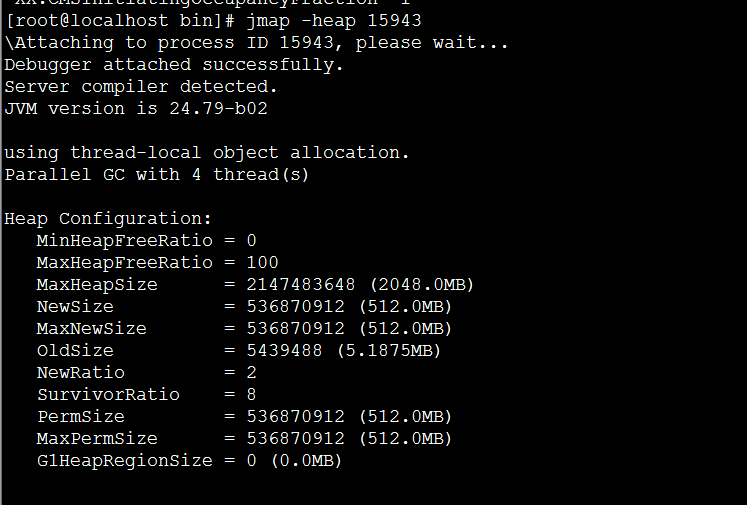 [root@localhost bin]# jmap -heap 15943
\Attaching to process ID 15943, please wait...
Debugger attached successfully.
Server compiler detected.
JVM version is 24.79-b02
using thread-local object allocation.
Parallel GC with 4 thread(s)
Heap Configuration:
MinHeapFreeRatio = 0
MaxHeapFreeRatio = 100
MaxHeapSize = 2147483648 (2048.0MB)
NewSize = 536870912 (512.0MB)
MaxNewSize = 536870912 (512.0MB)
OldSize = 5439488 (5.1875MB)
NewRatio = 2
SurvivorRatio = 8
PermSize = 536870912 (512.0MB)
MaxPermSize = 536870912 (512.0MB)
G1HeapRegionSize = 0 (0.0MB)